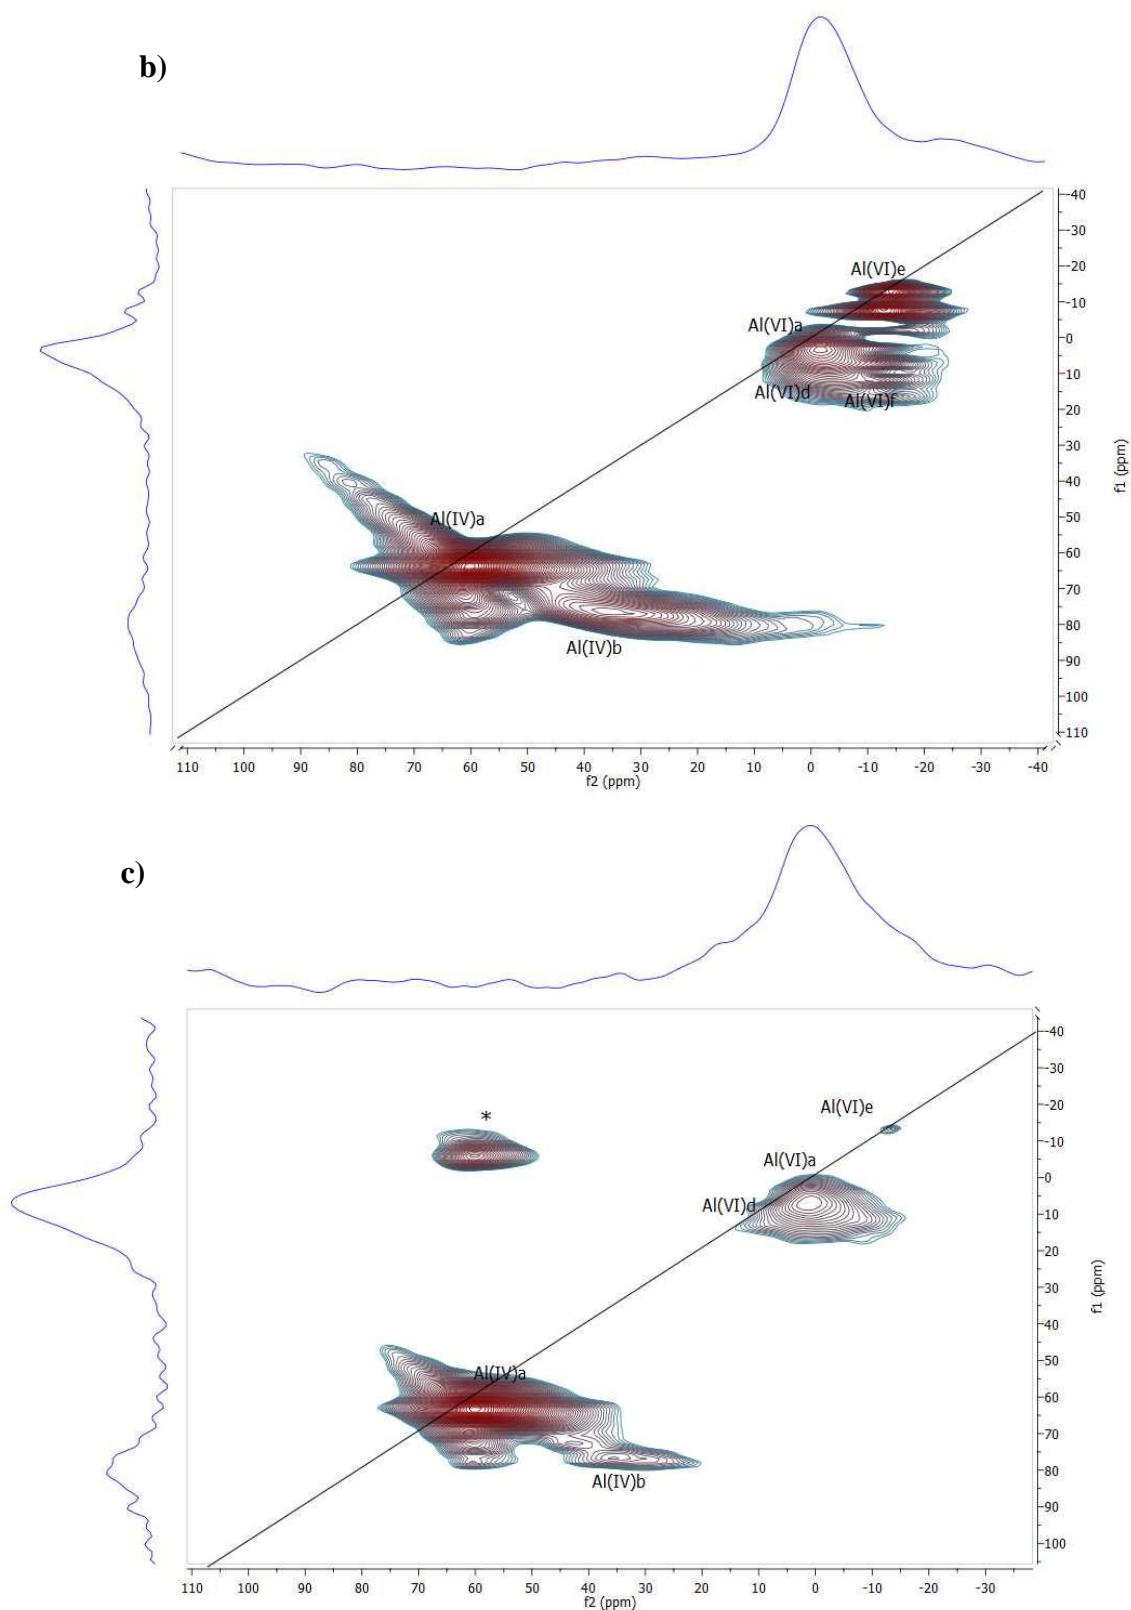 b)
-40
-30
-20
Al(VI)e
-10
Al(VI)a
0
10
Al(VI)d
Al(VI)f
20
30
40
Al(IV)a
50
60
70
80
Al(IV)b
90
100
110
f1 (ppm)
110 100 90 80 70 60 50 40 30 20 10 0 -10 -20 -30 -40
f2 (ppm)
c)
-40
-30
-20
*
Al(VI)e
-10
Al(VI)a
0
Al(VI)d
10
20
30
40
50
Al(IV)a
60
70
80
Al(IV)b
90
100
f1 (ppm)
110 100 90 80 70 60 50 40 30 20 10 0 -10 -20 -30
f2 (ppm)